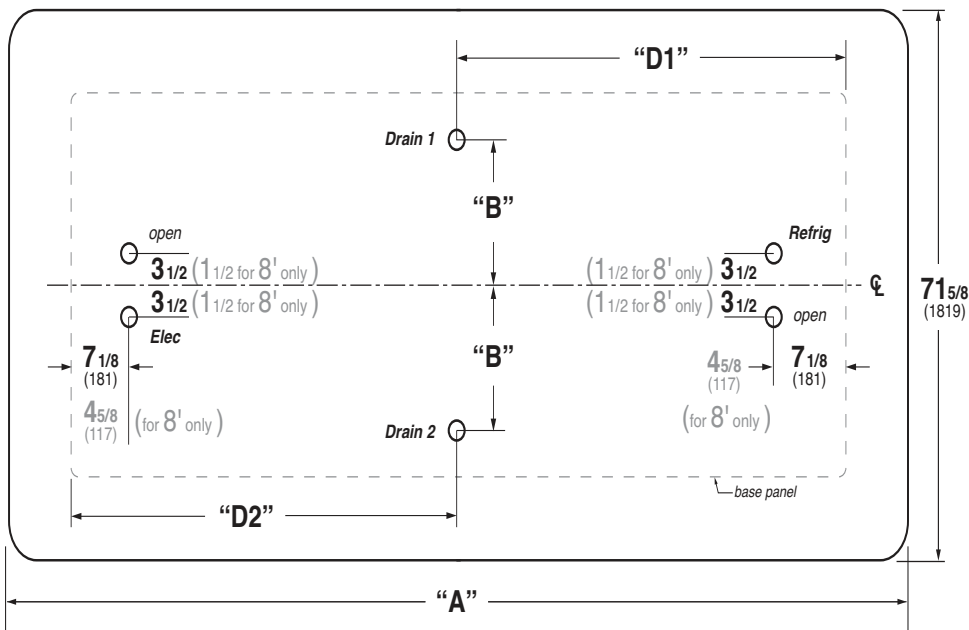 “D1”
Drain 1
“B”
open
Refrig
3 1/2 (1 1/2 for 8' only)
(1 1/2 for 8' only) 3 1/2
℄
3 1/2 (1 1/2 for 8' only)
(1 1/2 for 8' only) 3 1/2
71 5/8
(1819)
Elec
open
7 1/8
(181)
“B”
4 5/8
(117)
7 1/8
(181)
4 5/8
(117)
(for 8' only)
(for 8' only)
Drain 2
base panel
“D2”
“A”